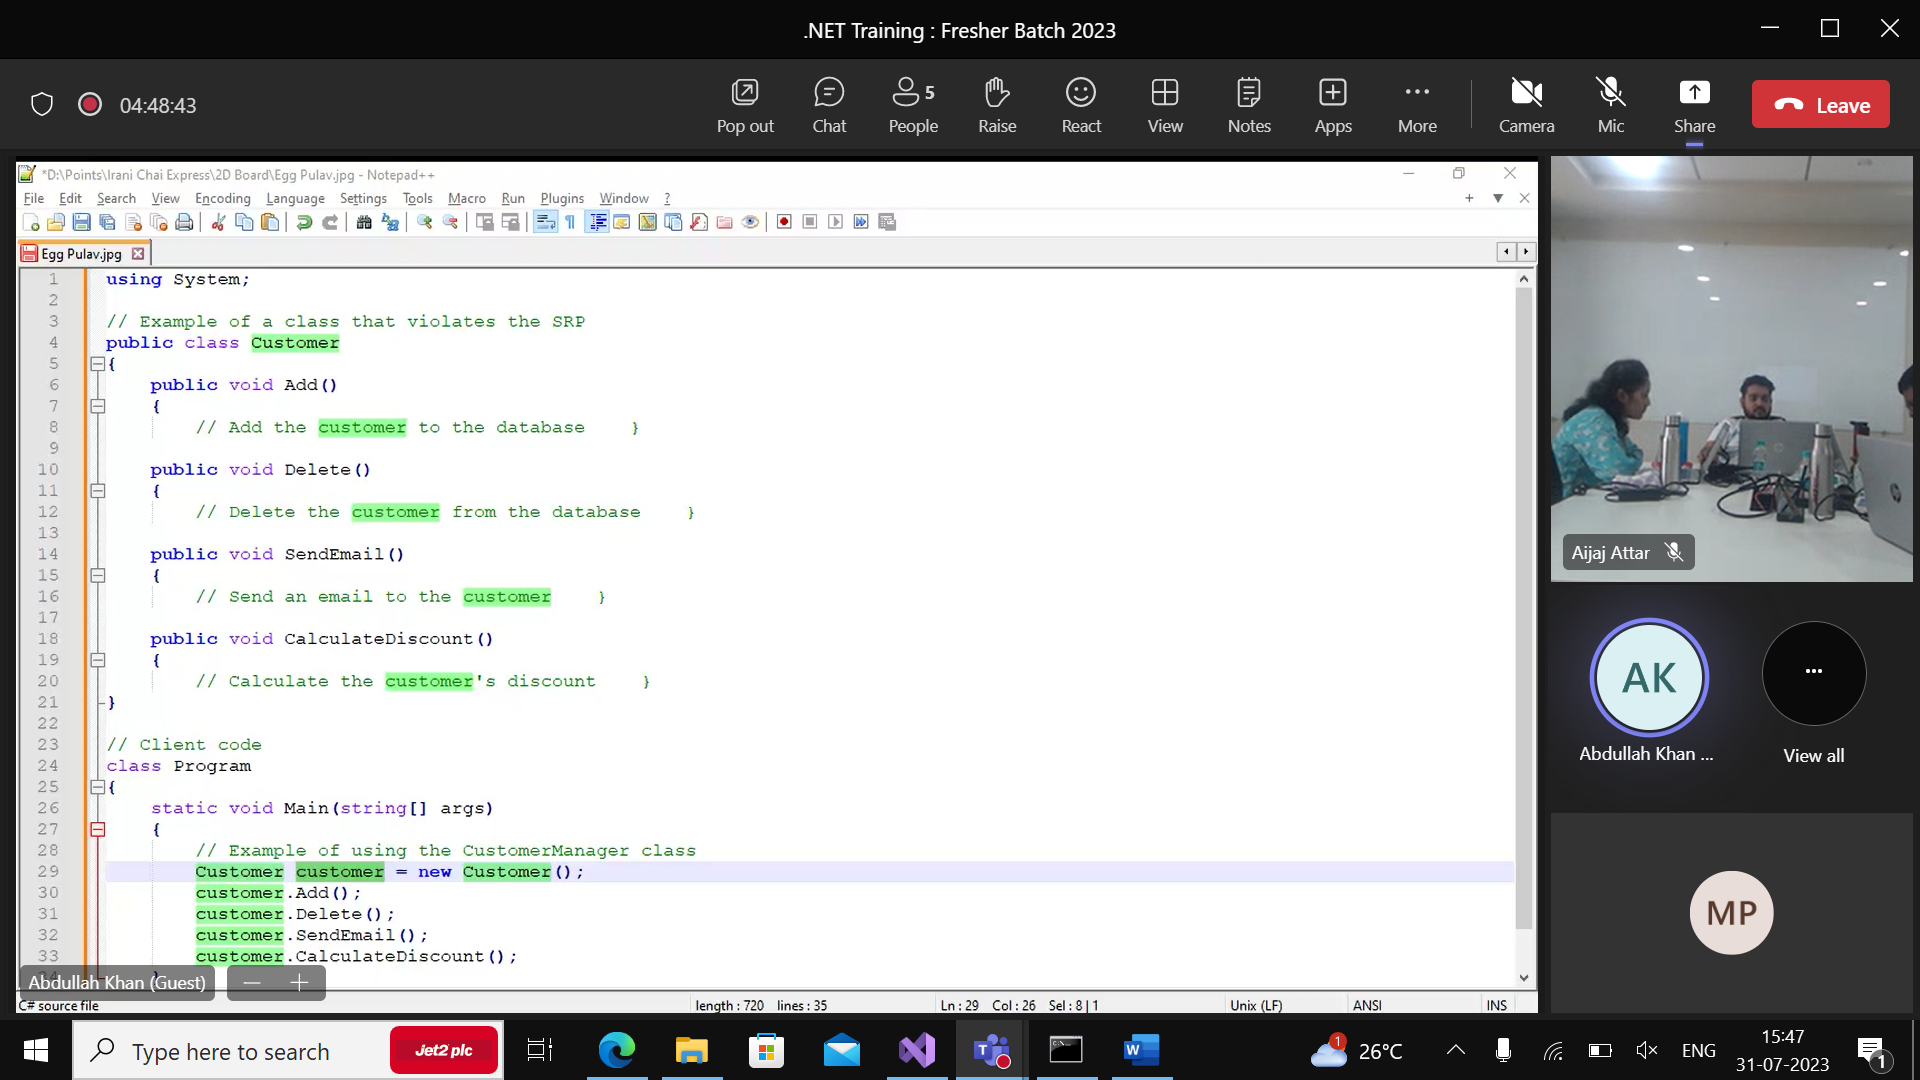 .NET Training : Fresher Batch 2023
04:48:43
Pop out
Chat
People 5
Raise
React
View
Notes
Apps
More
Camera
Mic
Share
Leave
*D:\Points\Irani Chai Express\2D Board\Egg Pulav.jpg - Notepad++
File Edit Search View Encoding Language Settings Tools Macro Run Plugins Window ?
Egg Pulav.jpg
1 using System;
2
3 // Example of a class that violates the SRP
4 public class Customer
5 {
6 public void Add()
7 {
8 // Add the customer to the database }
9
10 public void Delete()
11 {
12 // Delete the customer from the database }
13
14 public void SendEmail()
15 {
16 // Send an email to the customer }
17
18 public void CalculateDiscount()
19 {
20 // Calculate the customer's discount }
21 }
22
23 // Client code
24 class Program
25 {
26 static void Main(string[] args)
27 {
28 // Example of using the CustomerManager class
29 Customer customer = new Customer();
30 customer.Add();
31 customer.Delete();
32 customer.SendEmail();
33 customer.CalculateDiscount();
Abdullah Khan (Guest)
C# source file length : 720 lines : 35 Ln : 29 Col : 26 Sel : 8 | 1 Unix (LF) ANSI INS
Aijaj Attar
AK
Abdullah Khan ...
View all
MP
Type here to search
Jet2 plc
1
26°C
ENG
15:47
31-07-2023
1